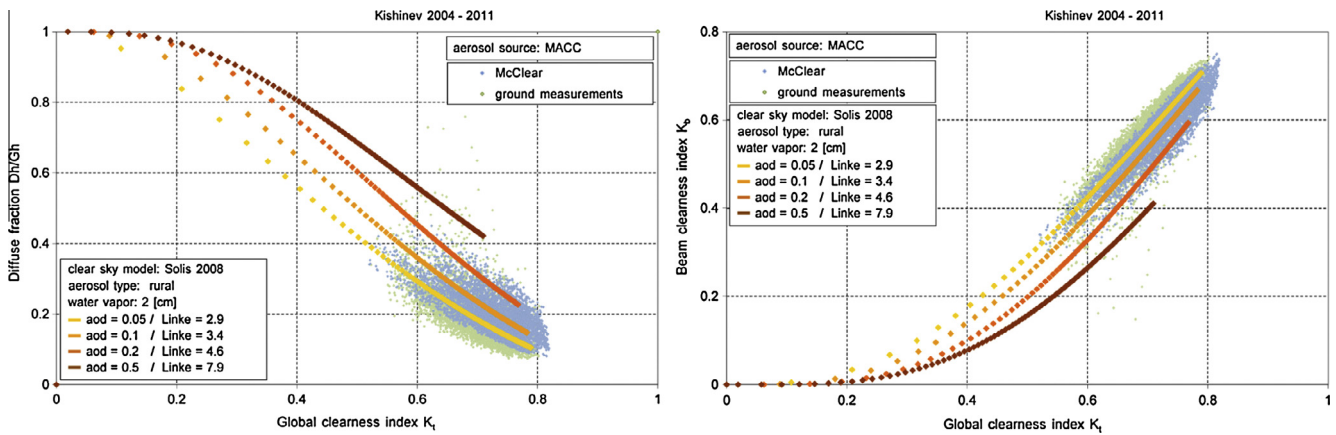 Kishinev 2004 - 2011
Diffuse fraction Dh/Gh
1
0.8
0.6
0.4
0.2
0
aerosol source: MACC
McClear
ground measurements
clear sky model: Solis 2008
aerosol type: rural
water vapor: 2 [cm]
aod = 0.05 / Linke = 2.9
aod = 0.1 / Linke = 3.4
aod = 0.2 / Linke = 4.6
aod = 0.5 / Linke = 7.9
0 0.2 0.4 0.6 0.8 1
Global clearness index Kt
Kishinev 2004 - 2011
Beam clearness index Kb
0.8
0.6
0.4
0.2
0
aerosol source: MACC
McClear
ground measurements
clear sky model: Solis 2008
aerosol type: rural
water vapor: 2 [cm]
aod = 0.05 / Linke = 2.9
aod = 0.1 / Linke = 3.4
aod = 0.2 / Linke = 4.6
aod = 0.5 / Linke = 7.9
0 0.2 0.4 0.6 0.8 1
Global clearness index Kt